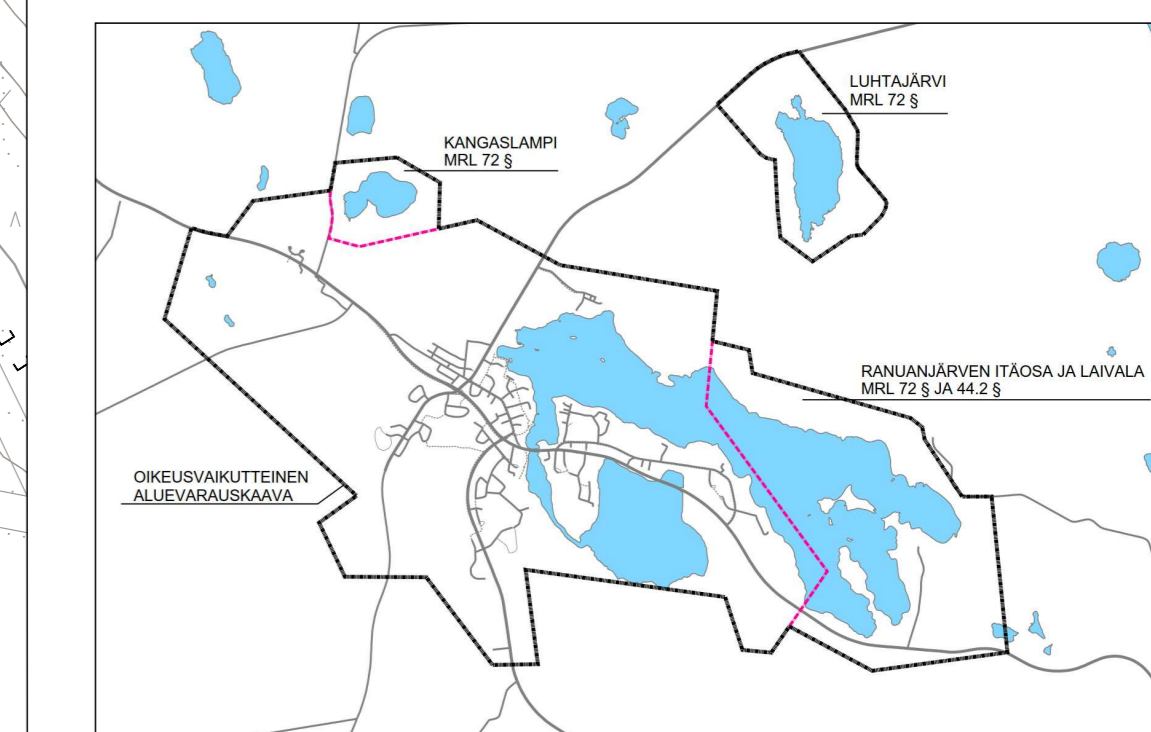 LUHTAJÄRVI
MRL 72 §
KANGASLAMPI
MRL 72 §
RANUANJÄRVEN ITÄOSA JA LAIVALA
MRL 72 § JA 44.2 §
OIKEUSVAIKUTTEINEN
ALUEVARAUSKAAVA